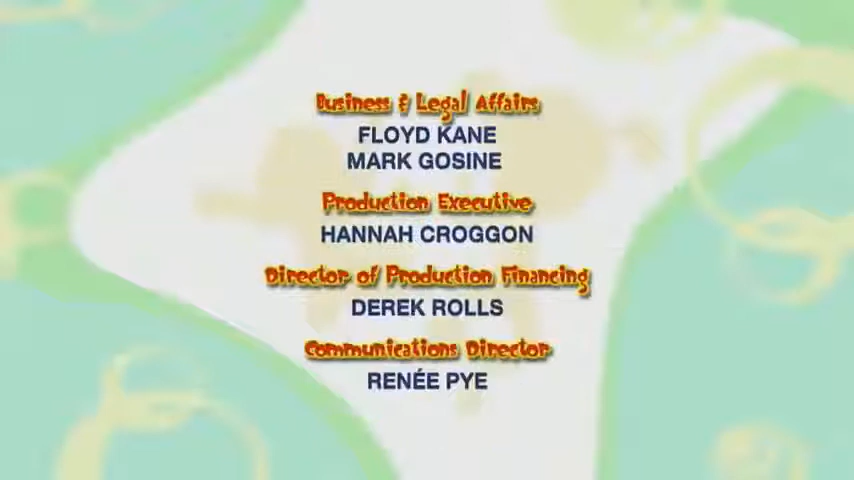 Business & Legal Affairs
FLOYD KANE
MARK GOSINE
Production Executive
HANNAH CROGGON
Director of Production Financing
DEREK ROLLS
Communications Director
RENÉE PYE